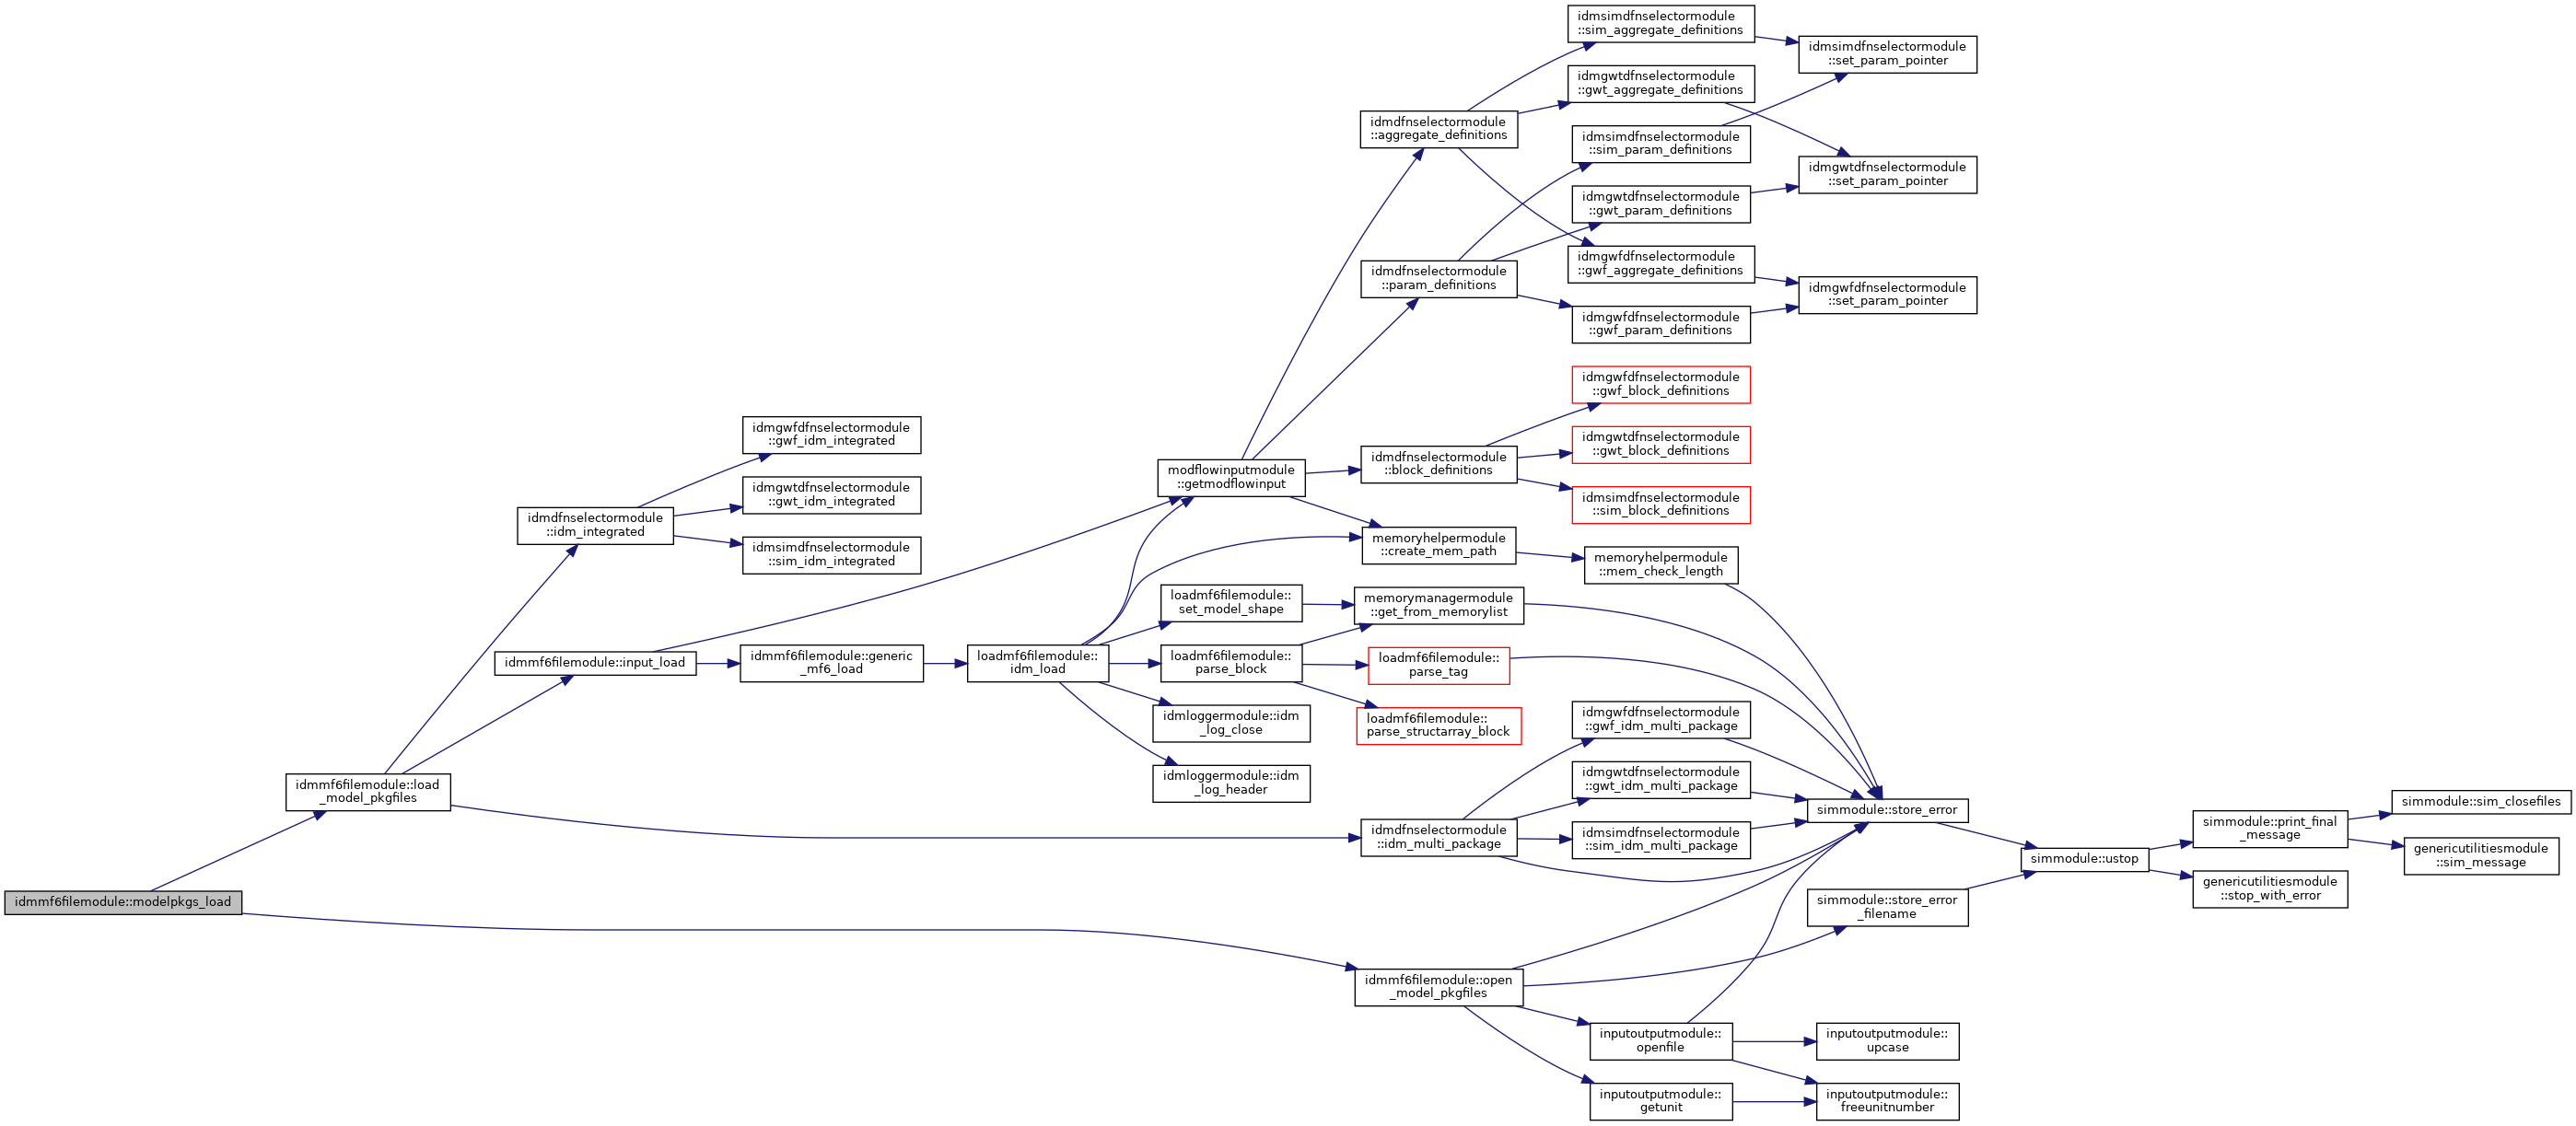 idmmf6filemodule::modelpkgs_load
idmmf6filemodule::load
_model_pkgfiles
idmdfnselectormodule
::idm_integrated
idmgwfdfnselectormodule
::gwf_idm_integrated
idmgwtdfnselectormodule
::gwt_idm_integrated
idmsimdfnselectormodule
::sim_idm_integrated
idmmf6filemodule::input_load
idmmf6filemodule::generic
_mf6_load
loadmf6filemodule::
idm_load
modflowinputmodule
::getmodflowinput
loadmf6filemodule::
set_model_shape
loadmf6filemodule::
parse_block
idmloggermodule::idm
_log_close
idmloggermodule::idm
_log_header
idmdfnselectormodule
::aggregate_definitions
idmdfnselectormodule
::param_definitions
idmdfnselectormodule
::block_definitions
memoryhelpermodule
::create_mem_path
memorymanagermodule
::get_from_memorylist
loadmf6filemodule::
parse_tag
loadmf6filemodule::
parse_structarray_block
idmdfnselectormodule
::idm_multi_package
idmmf6filemodule::open
_model_pkgfiles
idmsimdfnselectormodule
::sim_aggregate_definitions
idmgwtdfnselectormodule
::gwt_aggregate_definitions
idmsimdfnselectormodule
::sim_param_definitions
idmgwtdfnselectormodule
::gwt_param_definitions
idmgwfdfnselectormodule
::gwf_aggregate_definitions
idmgwfdfnselectormodule
::gwf_param_definitions
idmgwfdfnselectormodule
::gwf_block_definitions
idmgwtdfnselectormodule
::gwt_block_definitions
idmsimdfnselectormodule
::sim_block_definitions
memoryhelpermodule
::mem_check_length
idmgwfdfnselectormodule
::gwf_idm_multi_package
idmgwtdfnselectormodule
::gwt_idm_multi_package
idmsimdfnselectormodule
::sim_idm_multi_package
inputoutputmodule::
openfile
inputoutputmodule::
getunit
idmsimdfnselectormodule
::set_param_pointer
idmgwtdfnselectormodule
::set_param_pointer
idmgwfdfnselectormodule
::set_param_pointer
simmodule::store_error
simmodule::store_error
_filename
inputoutputmodule::
upcase
inputoutputmodule::
freeunitnumber
simmodule::ustop
simmodule::print_final
_message
genericutilitiesmodule
::stop_with_error
simmodule::sim_closefiles
genericutilitiesmodule
::sim_message